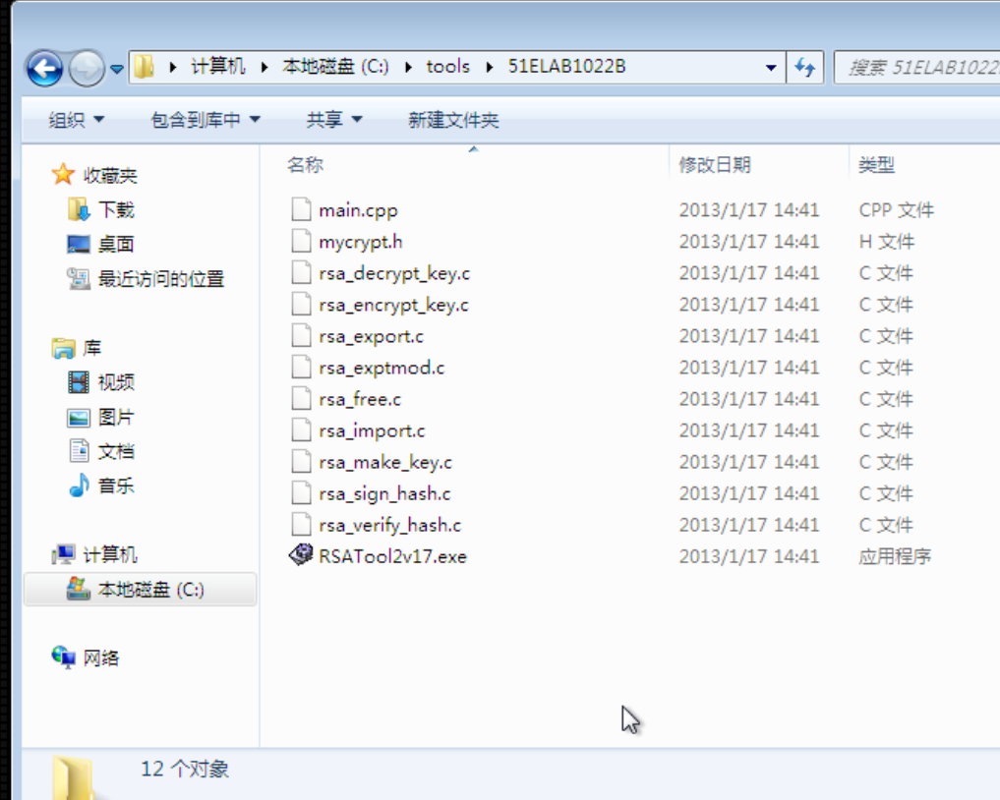 计算机 本地磁盘 (C:) tools 51ELAB1022B 搜索 51ELAB1022
组织 包含到库中 共享 新建文件夹
收藏夹
下载
桌面
最近访问的位置
库
视频
图片
文档
音乐
计算机
本地磁盘 (C:)
网络
名称 修改日期 类型
main.cpp 2013/1/17 14:41 CPP 文件
mycrypt.h 2013/1/17 14:41 H 文件
rsa_decrypt_key.c 2013/1/17 14:41 C 文件
rsa_encrypt_key.c 2013/1/17 14:41 C 文件
rsa_export.c 2013/1/17 14:41 C 文件
rsa_exptmod.c 2013/1/17 14:41 C 文件
rsa_free.c 2013/1/17 14:41 C 文件
rsa_import.c 2013/1/17 14:41 C 文件
rsa_make_key.c 2013/1/17 14:41 C 文件
rsa_sign_hash.c 2013/1/17 14:41 C 文件
rsa_verify_hash.c 2013/1/17 14:41 C 文件
RSATool2v17.exe 2013/1/17 14:41 应用程序
12 个对象